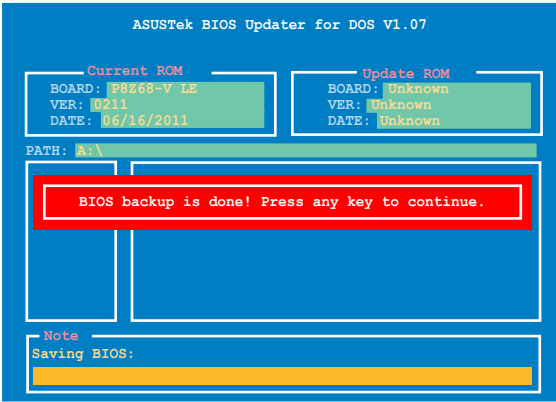 ASUSTek BIOS Updater for DOS V1.07
Current ROM
BOARD: P8Z68-V LE
VER: 0211
DATE: 06/16/2011
Update ROM
BOARD: Unknown
VER: Unknown
DATE: Unknown
PATH: A:\
BIOS backup is done! Press any key to continue.
Note
Saving BIOS: